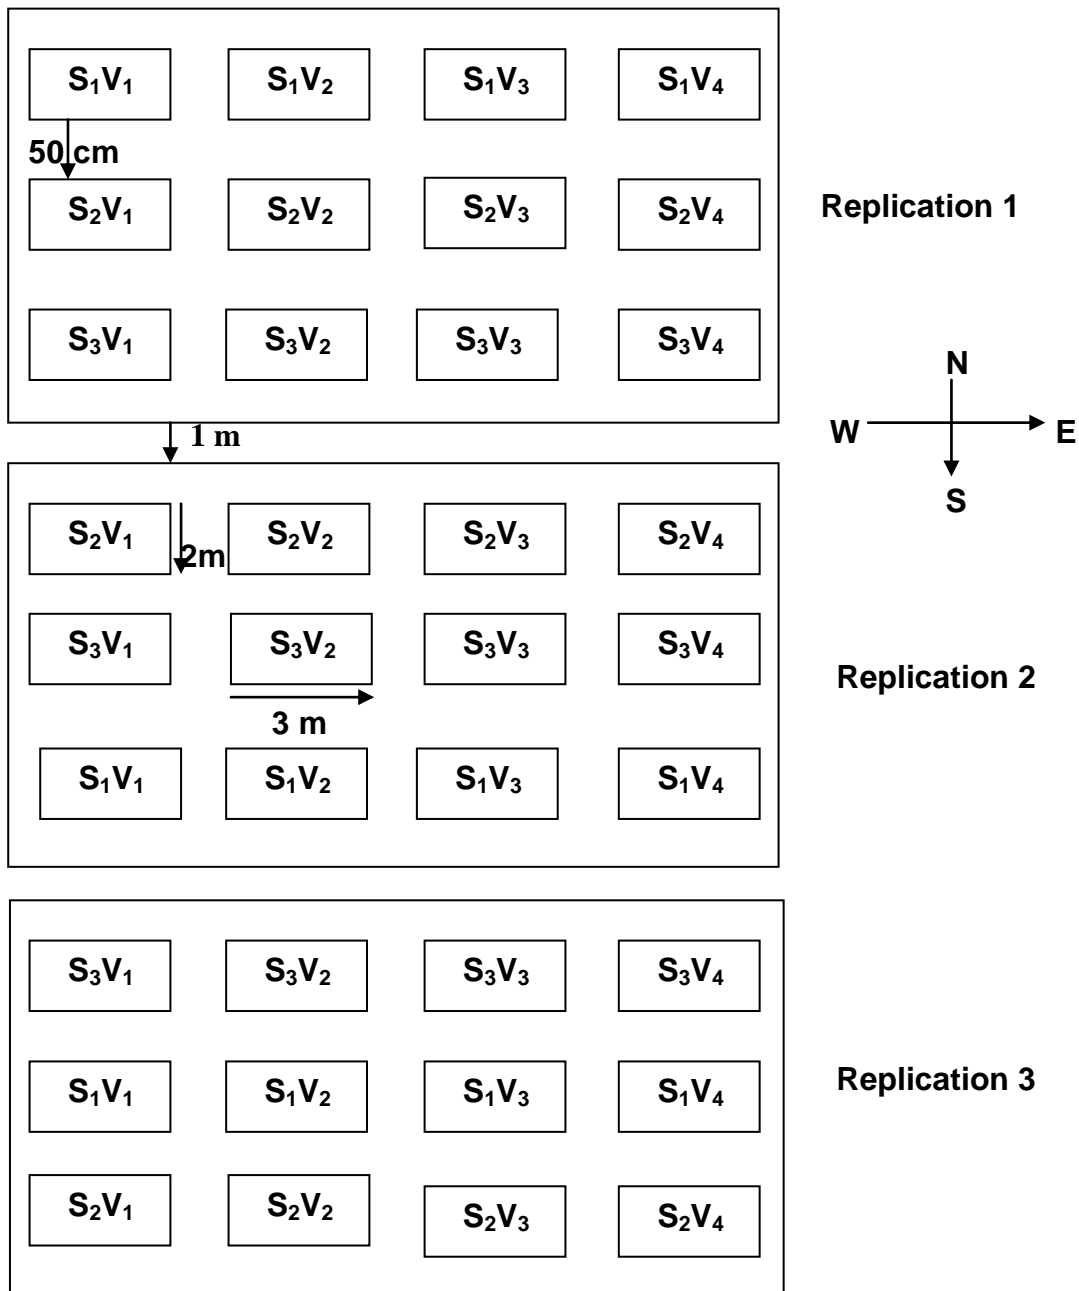 S₁V₁ S₁V₂ S₁V₃ S₁V₄
50 cm
S₂V₁ S₂V₂ S₂V₃ S₂V₄
Replication 1
S₃V₁ S₃V₂ S₃V₃ S₃V₄
N
W E
S
1 m
S₂V₁ S₂V₂ S₂V₃ S₂V₄
2m
S₃V₁ S₃V₂ S₃V₃ S₃V₄
Replication 2
3 m
S₁V₁ S₁V₂ S₁V₃ S₁V₄
S₃V₁ S₃V₂ S₃V₃ S₃V₄
S₁V₁ S₁V₂ S₁V₃ S₁V₄
Replication 3
S₂V₁ S₂V₂ S₂V₃ S₂V₄